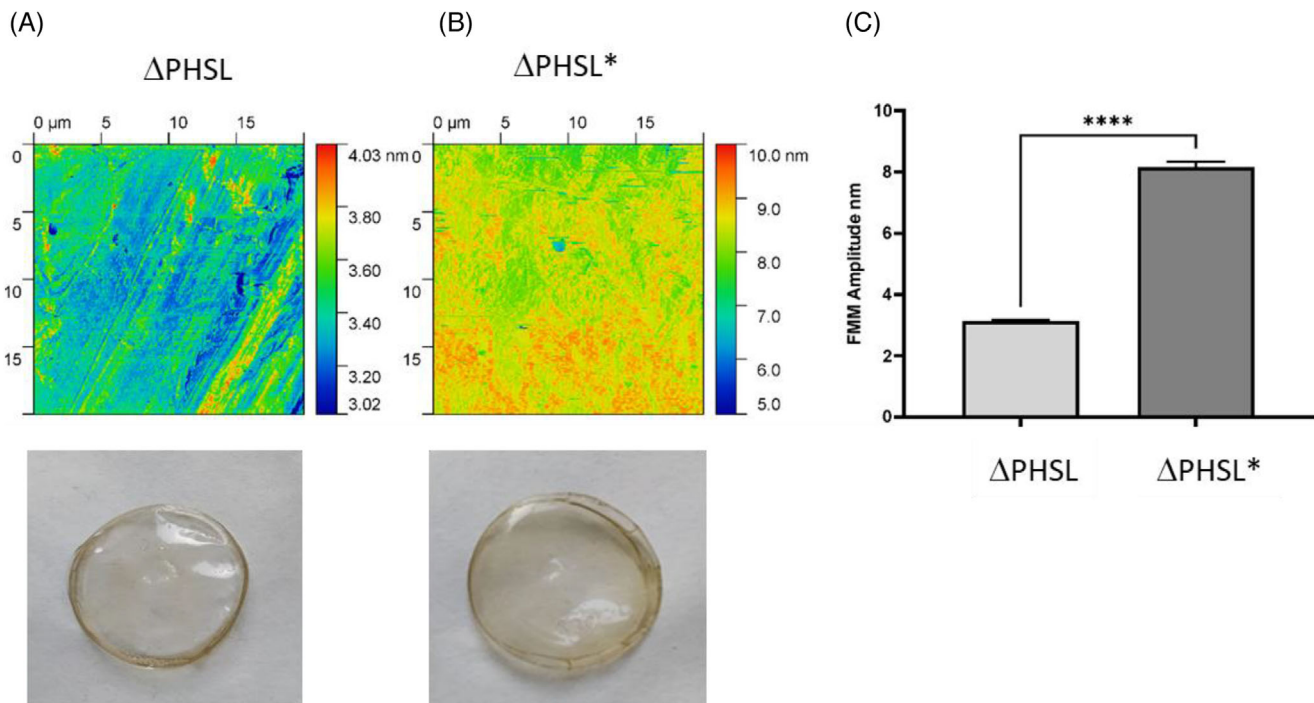 (A)
ΔPHSL
0 μm 5 10 15
0
5
10
15
4.03 nm
3.80
3.60
3.40
3.20
3.02
(B)
ΔPHSL*
0 μm 5 10 15
0
5
10
15
10.0 nm
9.0
8.0
7.0
6.0
5.0
(C)
10
8
6
4
2
0
FMM Amplitude nm
****
ΔPHSL ΔPHSL*